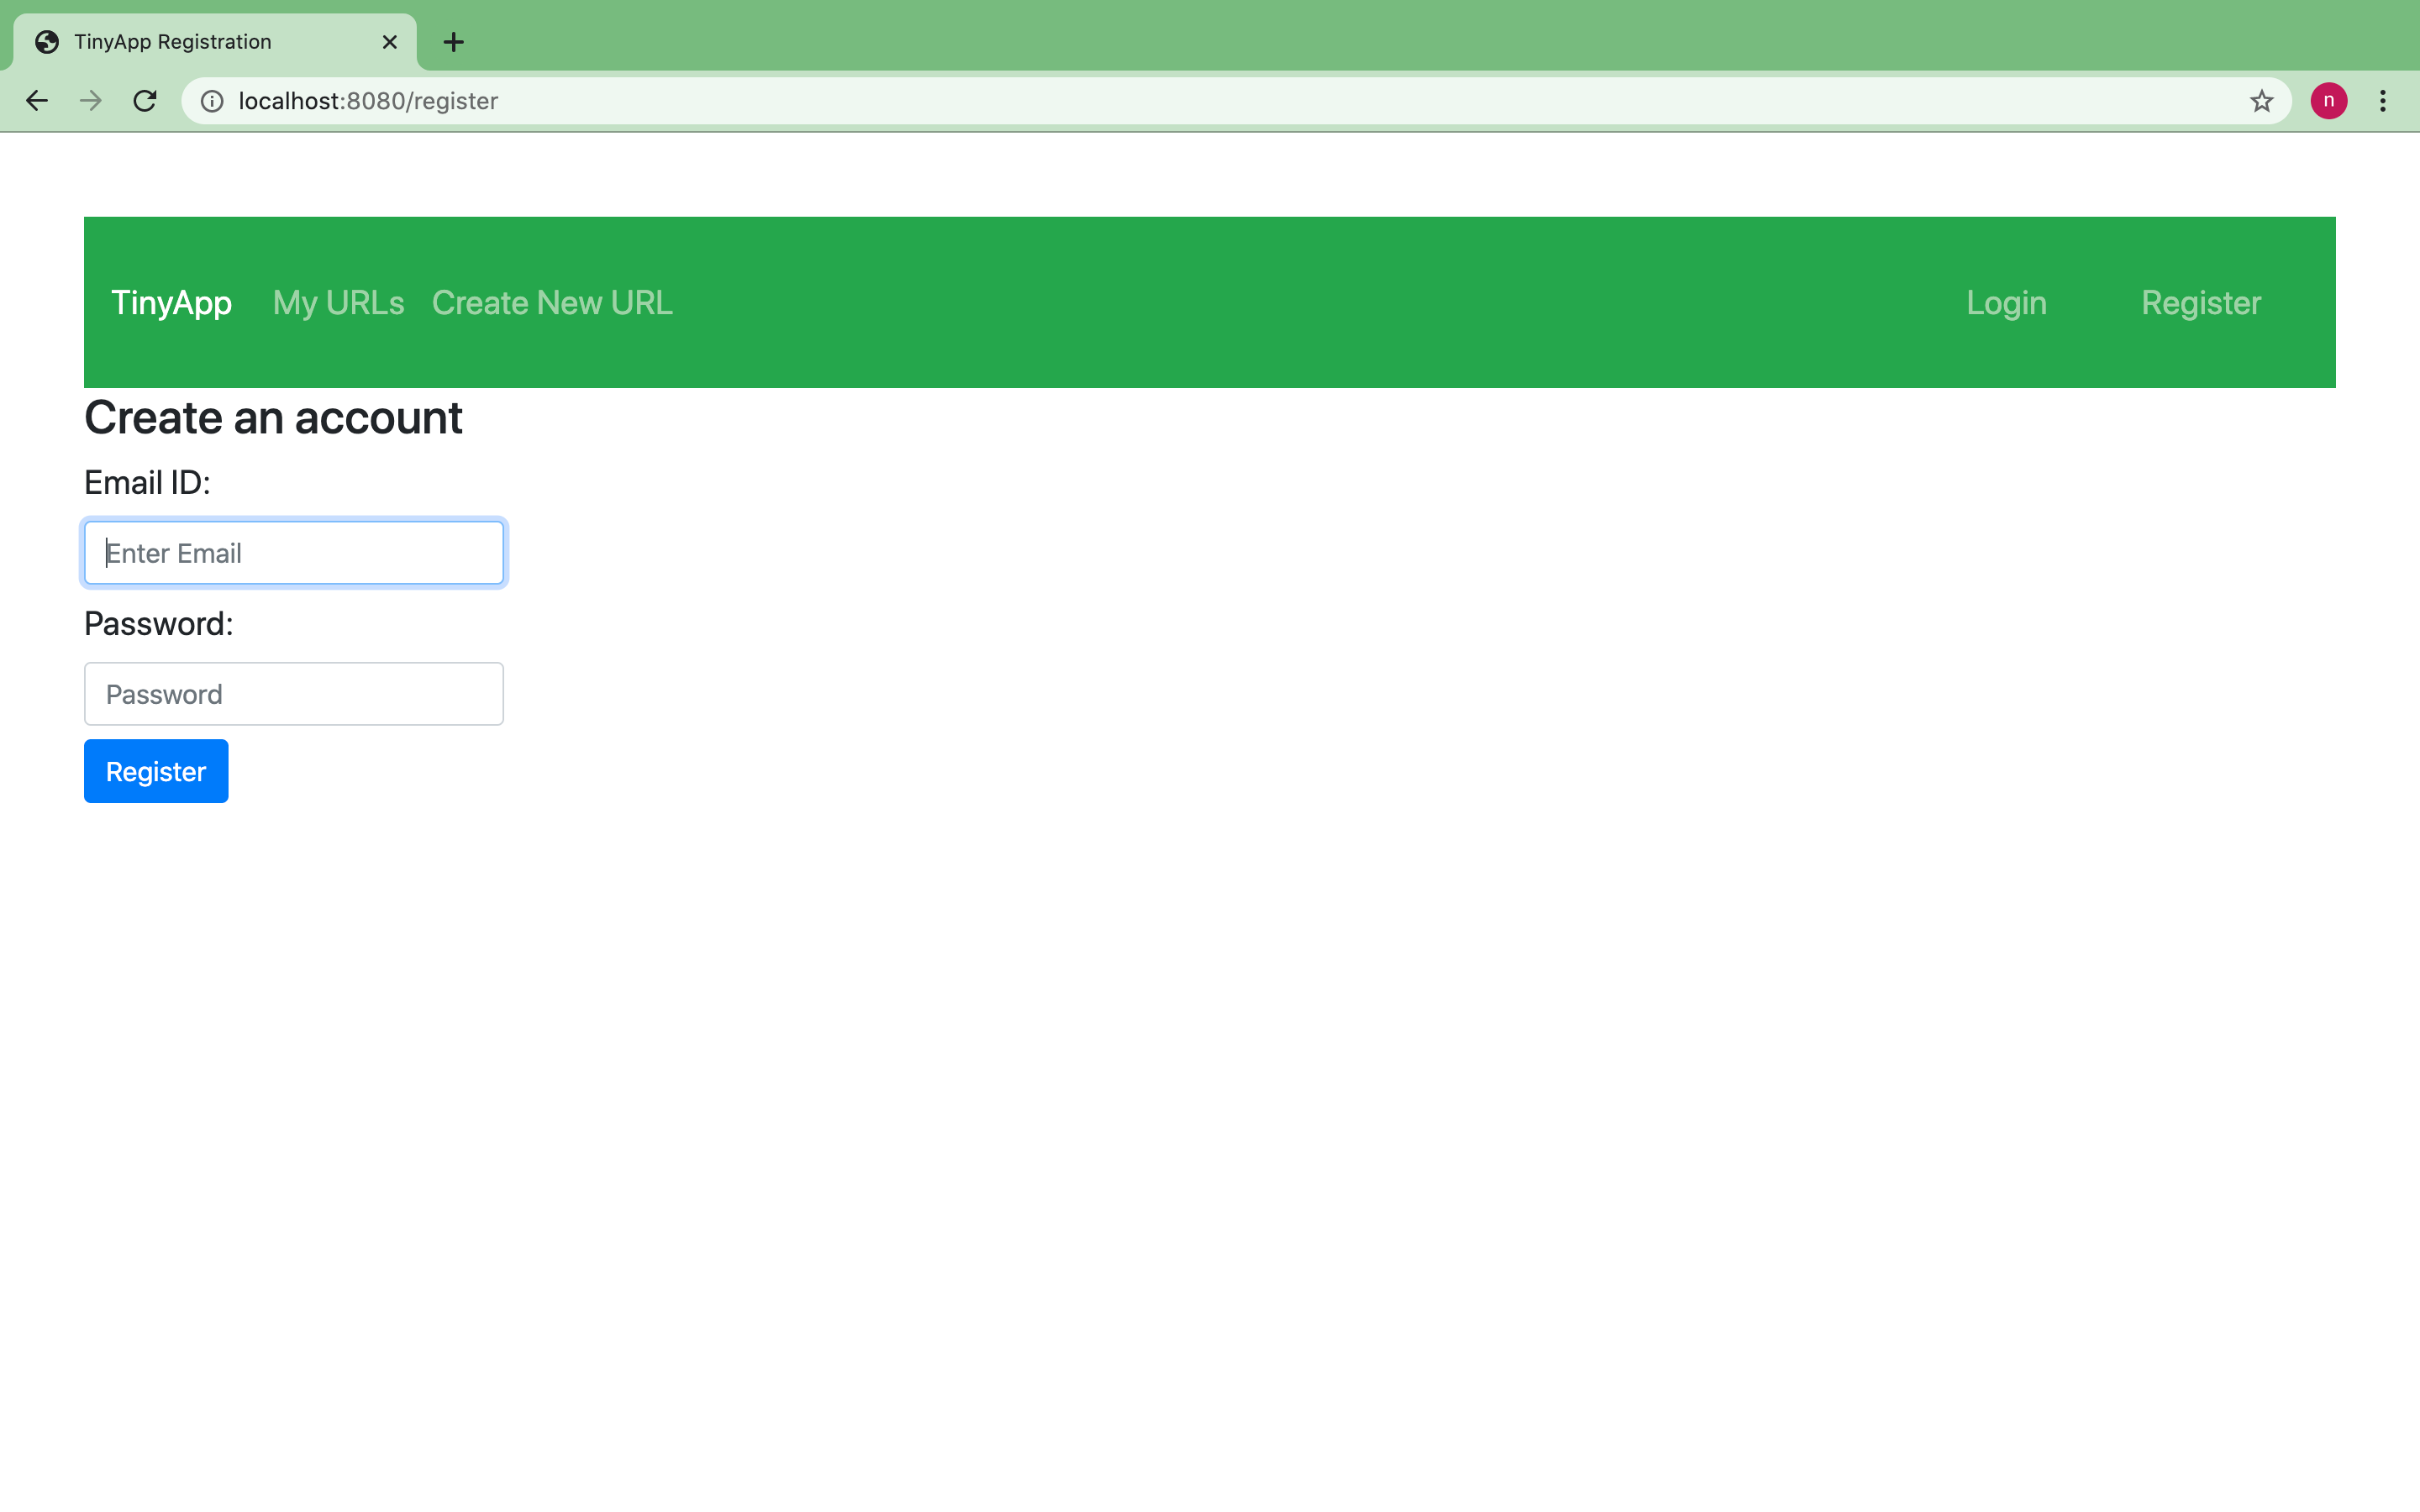 TinyApp Registration
localhost:8080/register
n
TinyApp My URLs Create New URL Login Register
Create an account
Email ID:
Enter Email
Password:
Password
Register